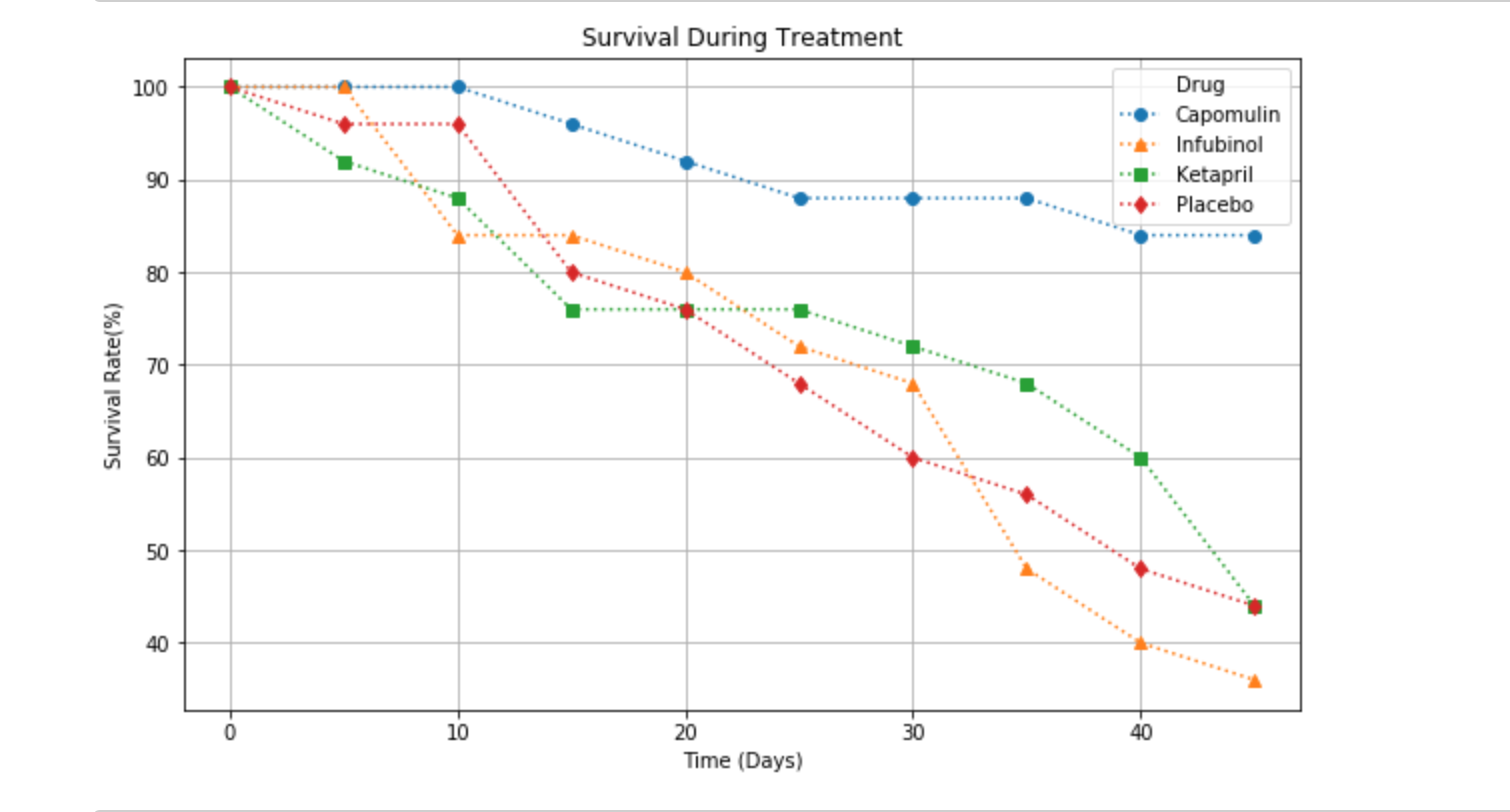 Survival During Treatment
100
90
80
70
60
50
40
Survival Rate(%)
Drug
Capomulin
Infubinol
Ketapril
Placebo
0 10 20 30 40
Time (Days)